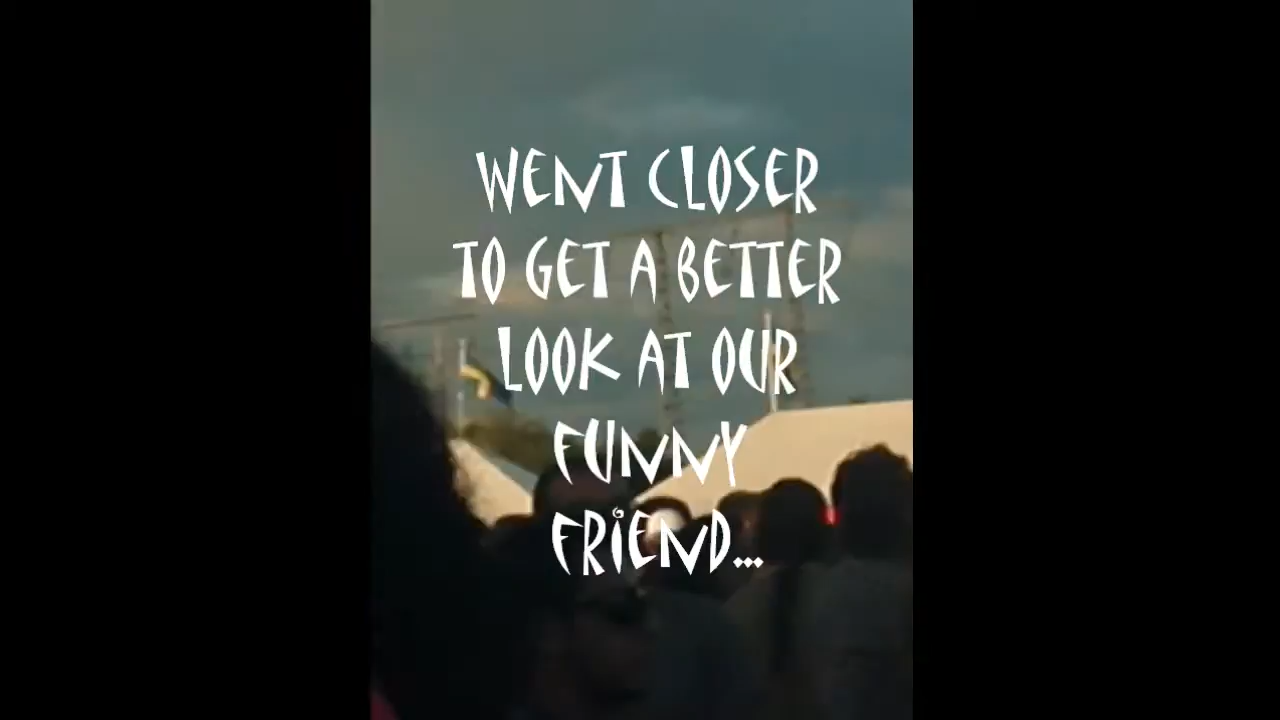 WENT CLOSER
TO GET A BETTER
LOOK AT OUR
FUNNY
FRIEND...